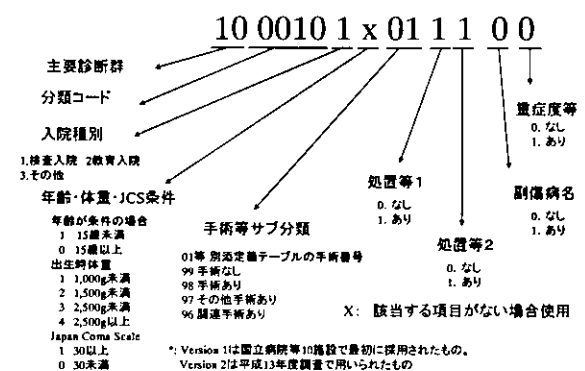 10 0010 1 x 01 1 1 0 0
主要診断群
分類コード
入院種別
1.検査入院 2教育入院
3.その他
年齢・体重・JCS条件
年齢が条件の場合
1 15歳未満
0 15歳以上
出生時体重
1 1,000g未満
2 1,500g未満
3 2,500g未満
4 2,500g以上
Japan Coma Scale
1 30以上
0 30未満
手術等サブ分類
01等 別添定義テーブルの手術番号
99 手術なし
98 手術あり
97 その他手術あり
96 関連手術あり
処置等1
0. なし
1. あり
処置等2
0. なし
1. あり
副傷病名
0. なし
1. あり
重症度等
0. なし
1. あり
X: 該当する項目がない場合使用
*: Version 1は国立病院等10施設で最初に採用されたもの。
Version 2は平成13年度調査で用いられたもの